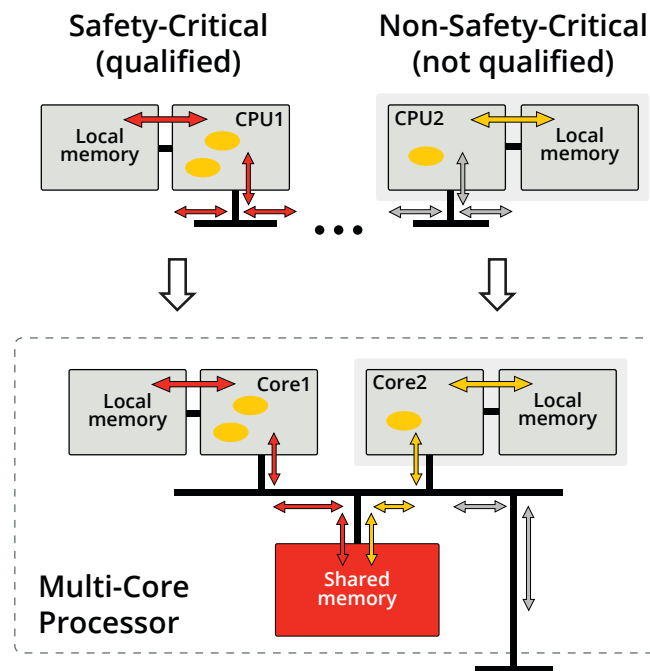 Safety-Critical
(qualified)
Non-Safety-Critical
(not qualified)
Local
memory
CPU1
CPU2
Local
memory
Local
memory
Core1
Core2
Local
memory
Shared
memory
Multi-Core
Processor